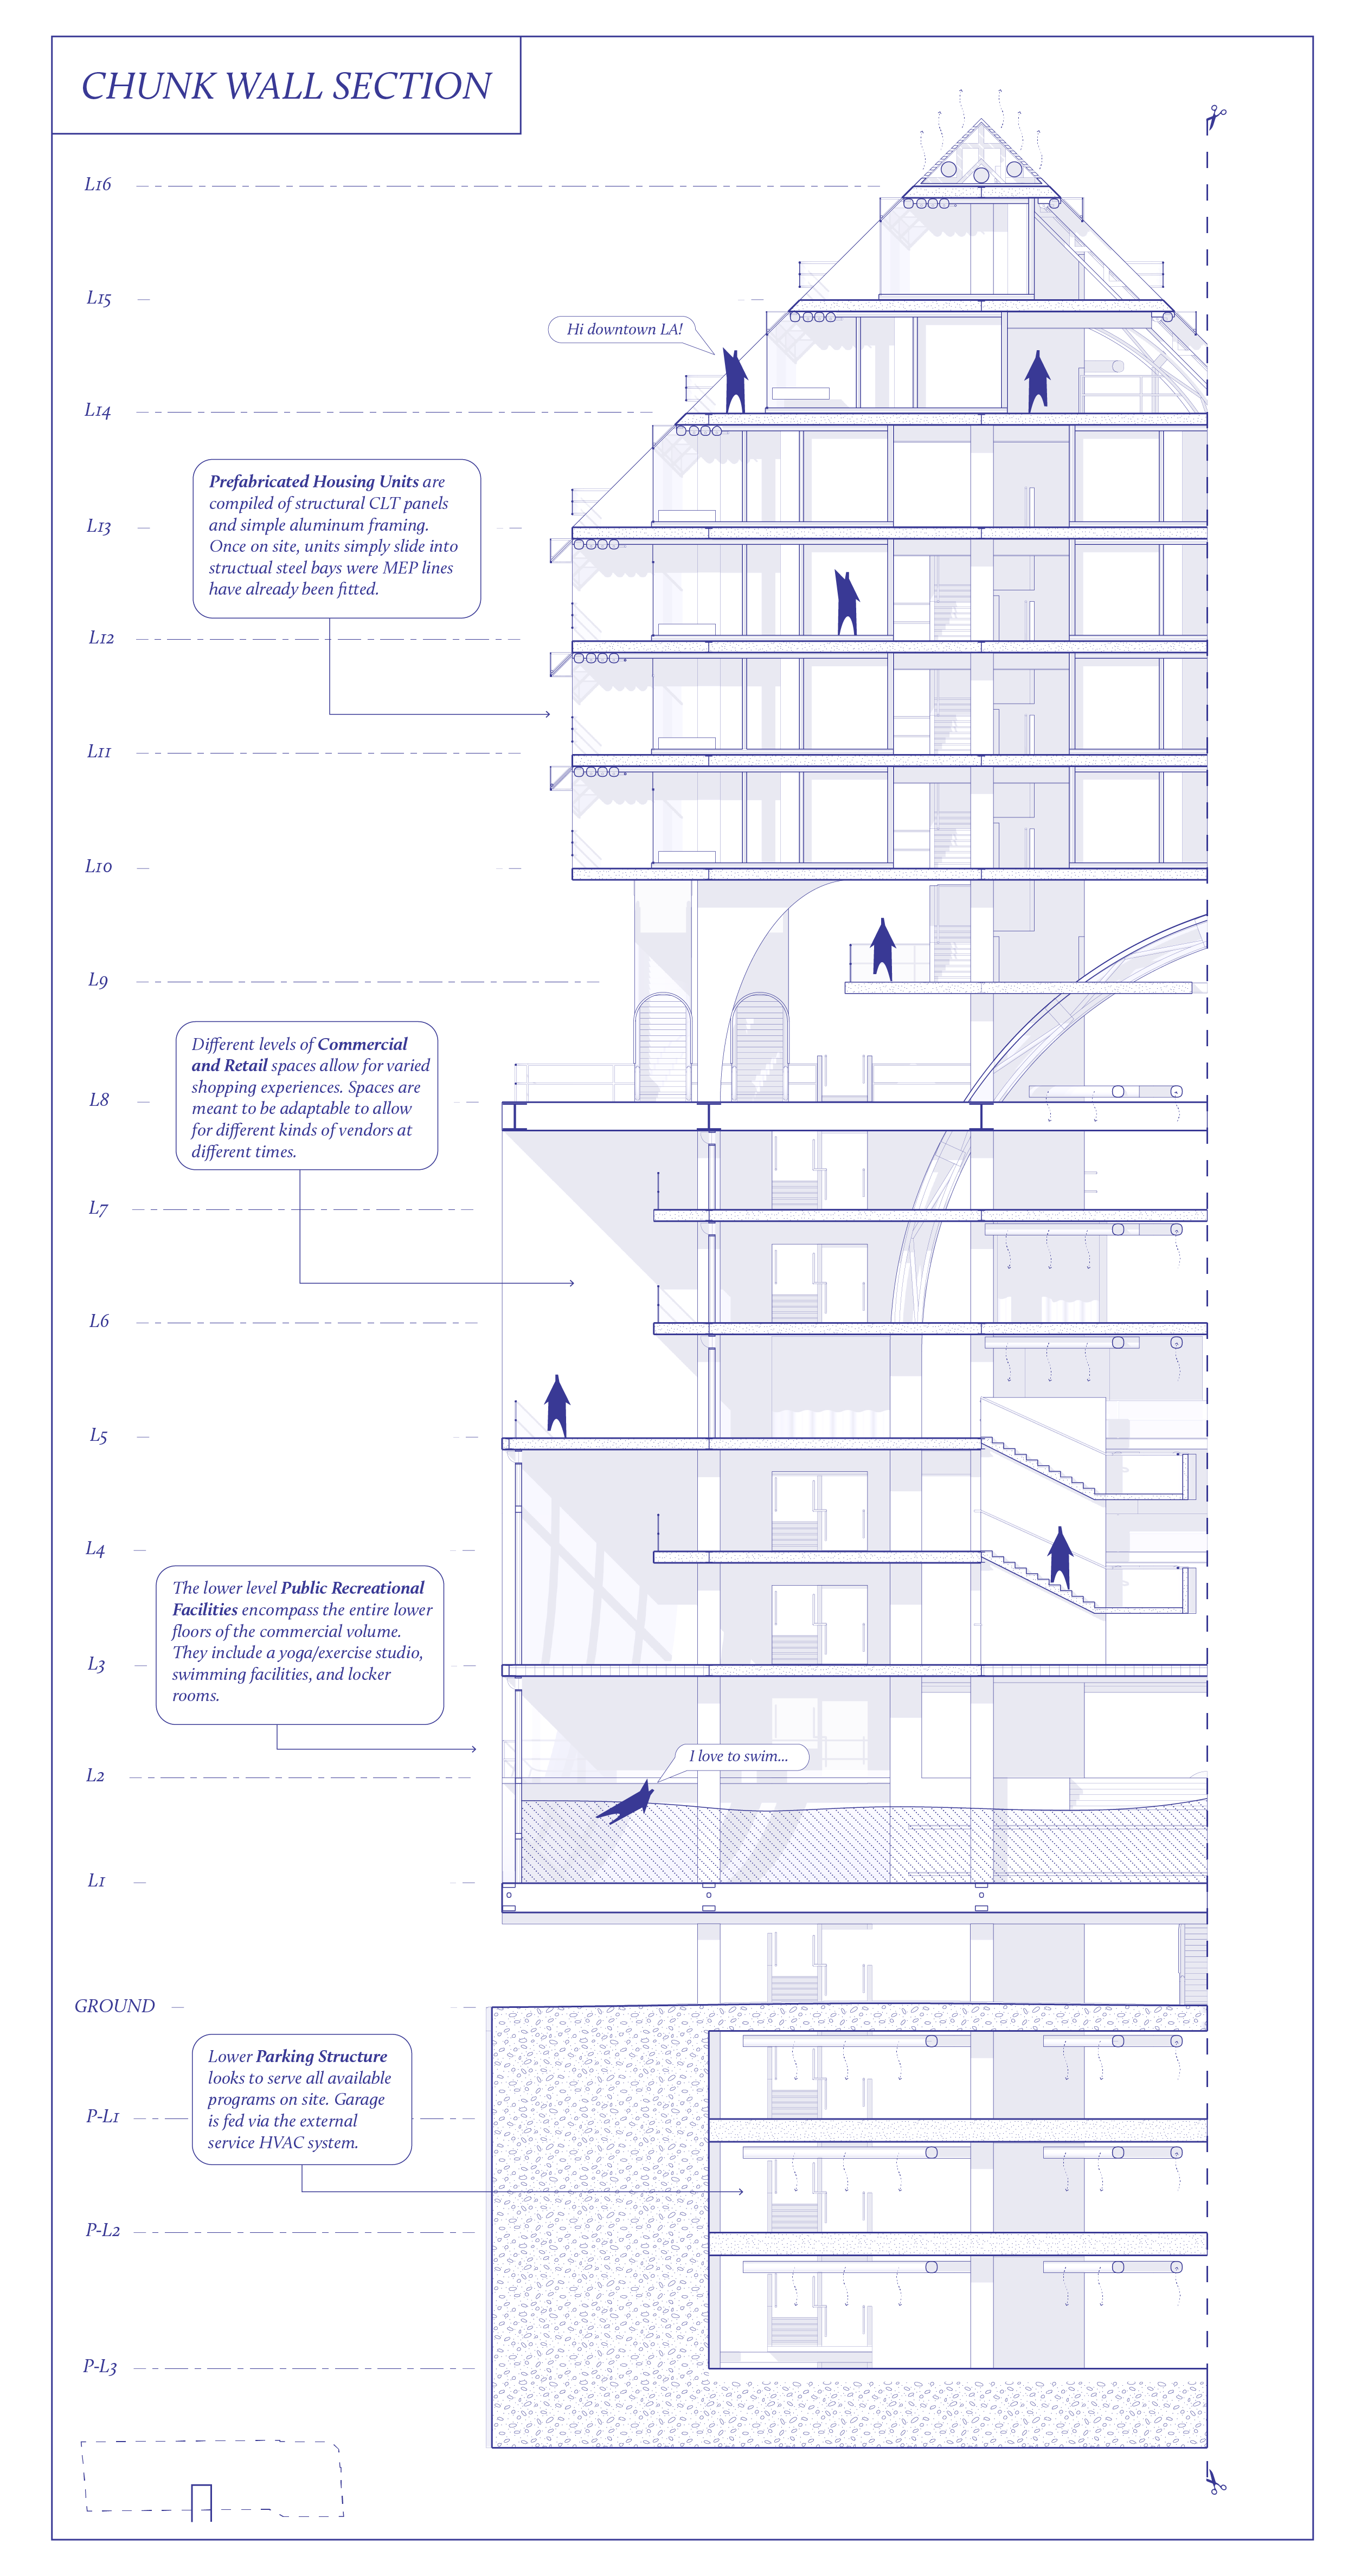 CHUNK WALL SECTION
L16
L15
Hi downtown LA!
L14
Prefabricated Housing Units are
compiled of structural CLT panels
and simple aluminum framing.
Once on site, units simply slide into
structual steel bays were MEP lines
have already been fitted.
L13
L12
L11
L10
L9
Different levels of Commercial
and Retail spaces allow for varied
shopping experiences. Spaces are
meant to be adaptable to allow
for different kinds of vendors at
different times.
L8
L7
L6
L5
L4
The lower level Public Recreational
Facilities encompass the entire lower
floors of the commercial volume.
They include a yoga/exercise studio,
swimming facilities, and locker
rooms.
L3
I love to swim...
L2
L1
GROUND
Lower Parking Structure
looks to serve all available
programs on site. Garage
is fed via the external
service HVAC system.
P-L1
P-L2
P-L3